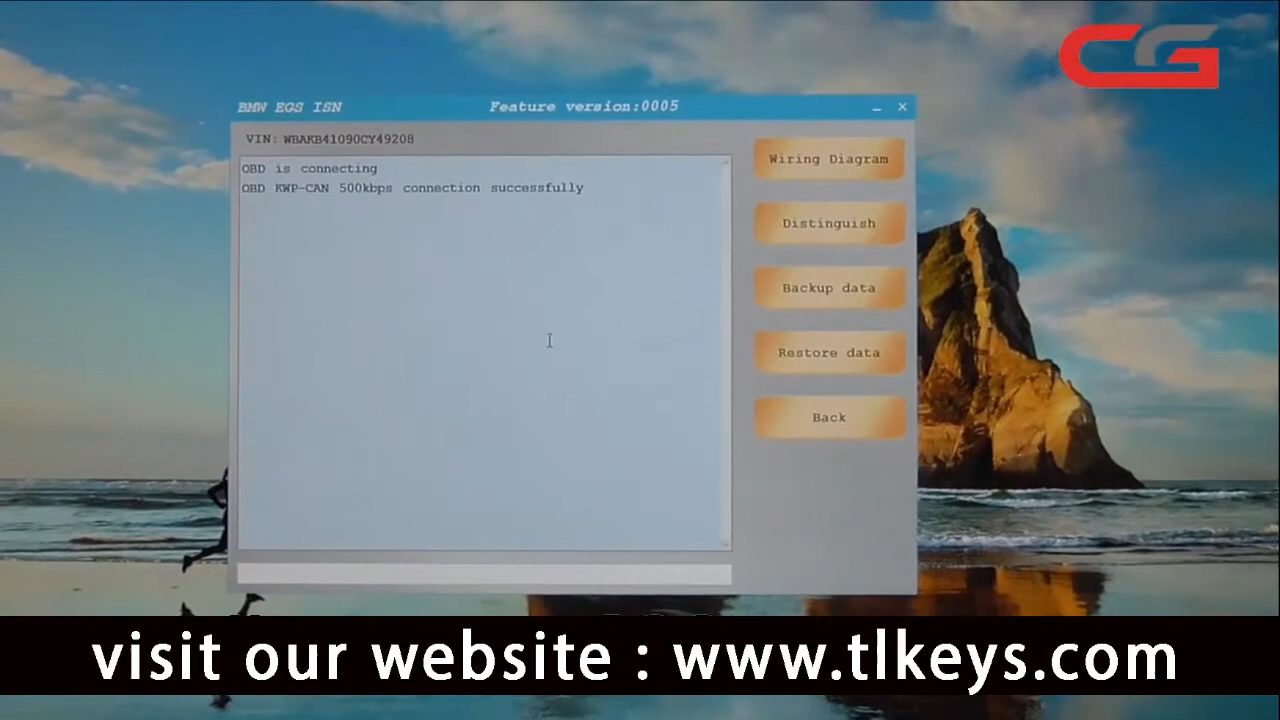 CG
BMW EGS ISN
Feature version:0005
VIN: WBAKB41090CY49208
OBD is connecting
OBD KWP-CAN 500kbps connection successfully
Wiring Diagram
Distinguish
Backup data
Restore data
Back
visit our website : www.tlkeys.com